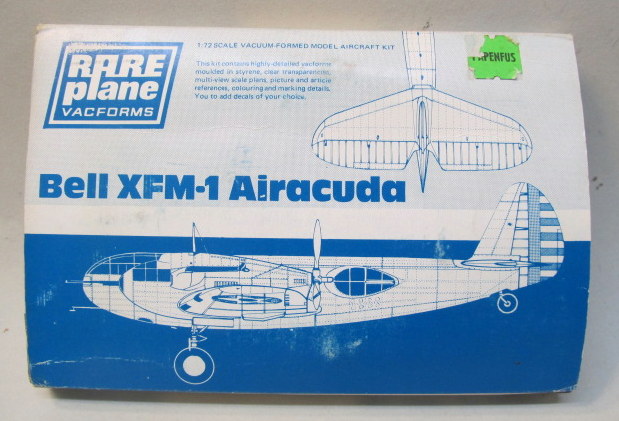 RARE
plane
VACFORMS
1:72 SCALE VACUUM-FORMED MODEL AIRCRAFT KIT
This kit contains highly-detailed vacforms
moulded in styrene, clear transparencies,
multi-view scale plans, picture and article
references, colouring and marking details.
You to add decals of your choice.
PAPENFUS
Bell XFM-1 Airacuda